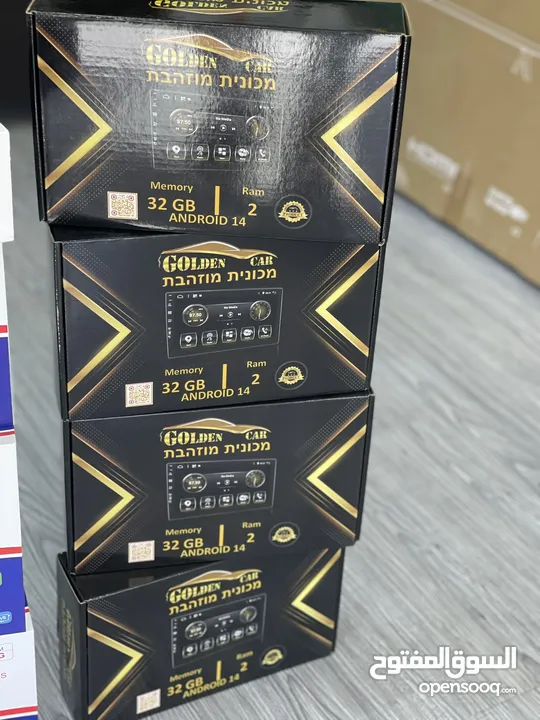 GOLDEN CAR
מכונית מוזהבת
Memory Ram
32 GB 2
ANDROID 14
GOLDEN CAR
מכונית מוזהבת
Memory Ram
32 GB 2
ANDROID 14
GOLDEN CAR
מכונית מוזהבת
Memory Ram
32 GB 2
ANDROID 14
GOLDEN CAR
מכונית מוזהבת
Memory Ram
32 GB 2
ANDROID 14
السوق المفتوح
opensooq.com